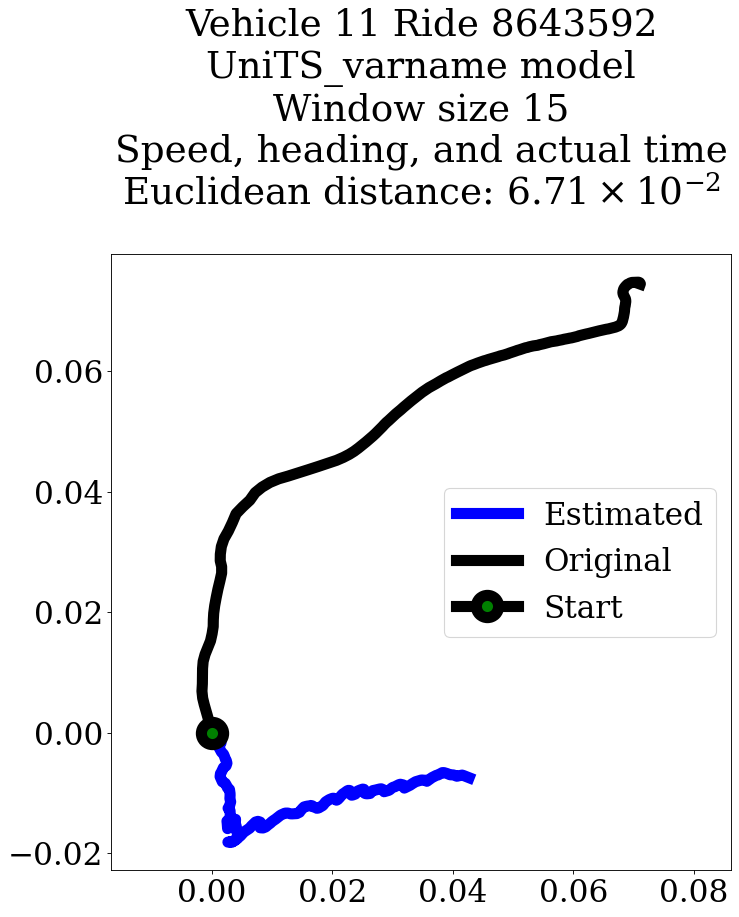 Vehicle 11 Ride 8643592
UniTS_varname model
Window size 15
Speed, heading, and actual time
Euclidean distance: 6.71 × 10⁻²
0.06
0.04
0.02
0.00
−0.02
Estimated
Original
Start
0.00 0.02 0.04 0.06 0.08